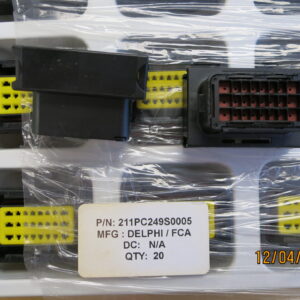 P/N: 211PC249S0005
MFG : DELPHI / FCA
DC: N/A
QTY: 20
12/04/